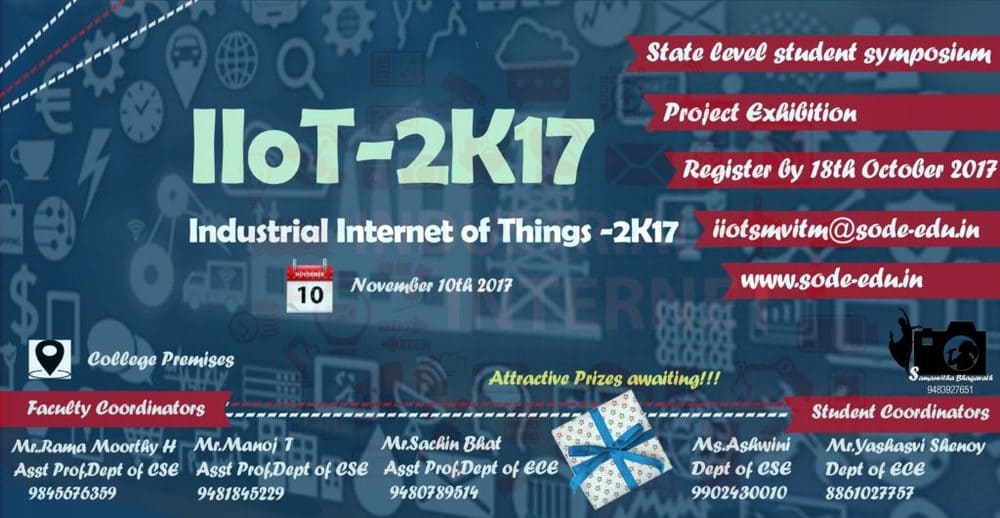 State level student symposium
Project Exhibition
Register by 18th October 2017
iiotsmvitm@sode-edu.in
www.sode-edu.in
IIoT-2K17
Industrial Internet of Things -2K17
NOVEMBER
10
November 10th 2017
College Premises
Attractive Prizes awaiting!!!
Samanvitha Bhagavath
9483927651
Faculty Coordinators
Mr.Rama Moorthy H
Asst Prof,Dept of CSE
9845676359
Mr.Manoj T
Asst Prof,Dept of CSE
9481845229
Mr.Sachin Bhat
Asst Prof,Dept of ECE
9480789514
Student Coordinators
Ms.Ashwini
Dept of CSE
9902430010
Mr.Yashasvi Shenoy
Dept of ECE
8861027757
INDUSTRIAL
INTERNET